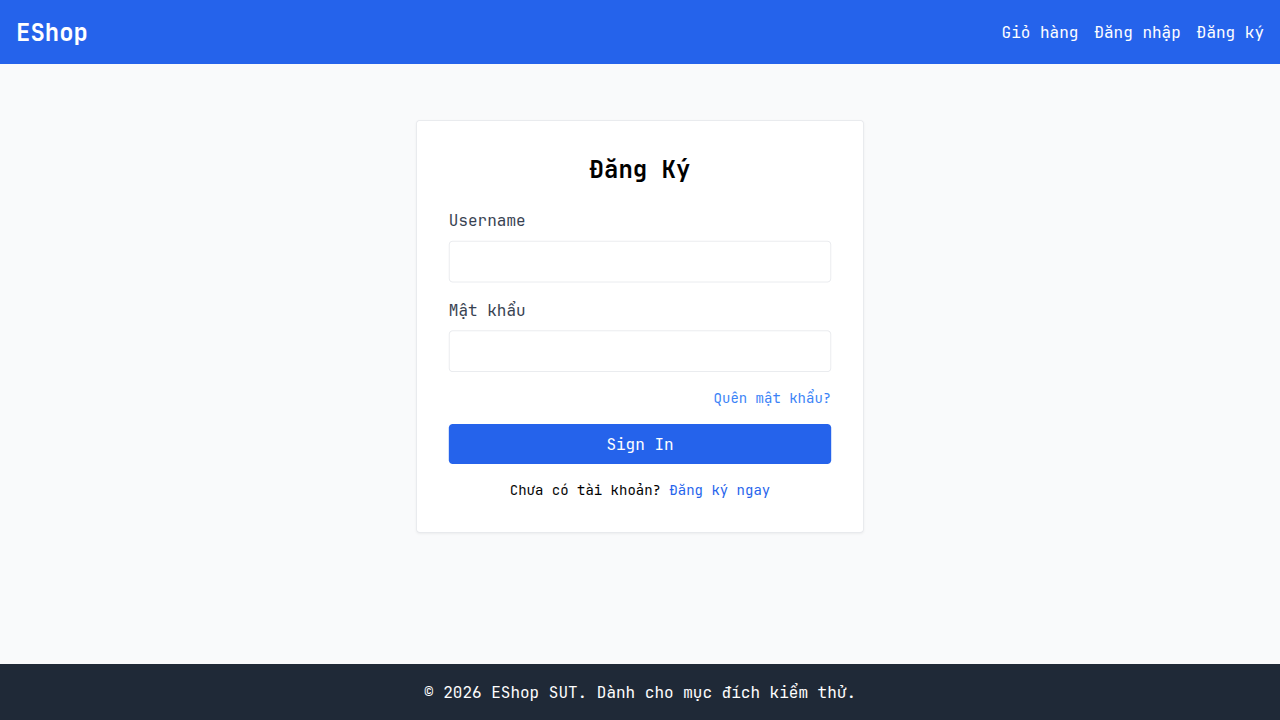 EShop
Giỏ hàng Đăng nhập Đăng ký
Đăng Ký
Username
Mật khẩu
Quên mật khẩu?
Sign In
Chưa có tài khoản? Đăng ký ngay
© 2026 EShop SUT. Dành cho mục đích kiểm thử.